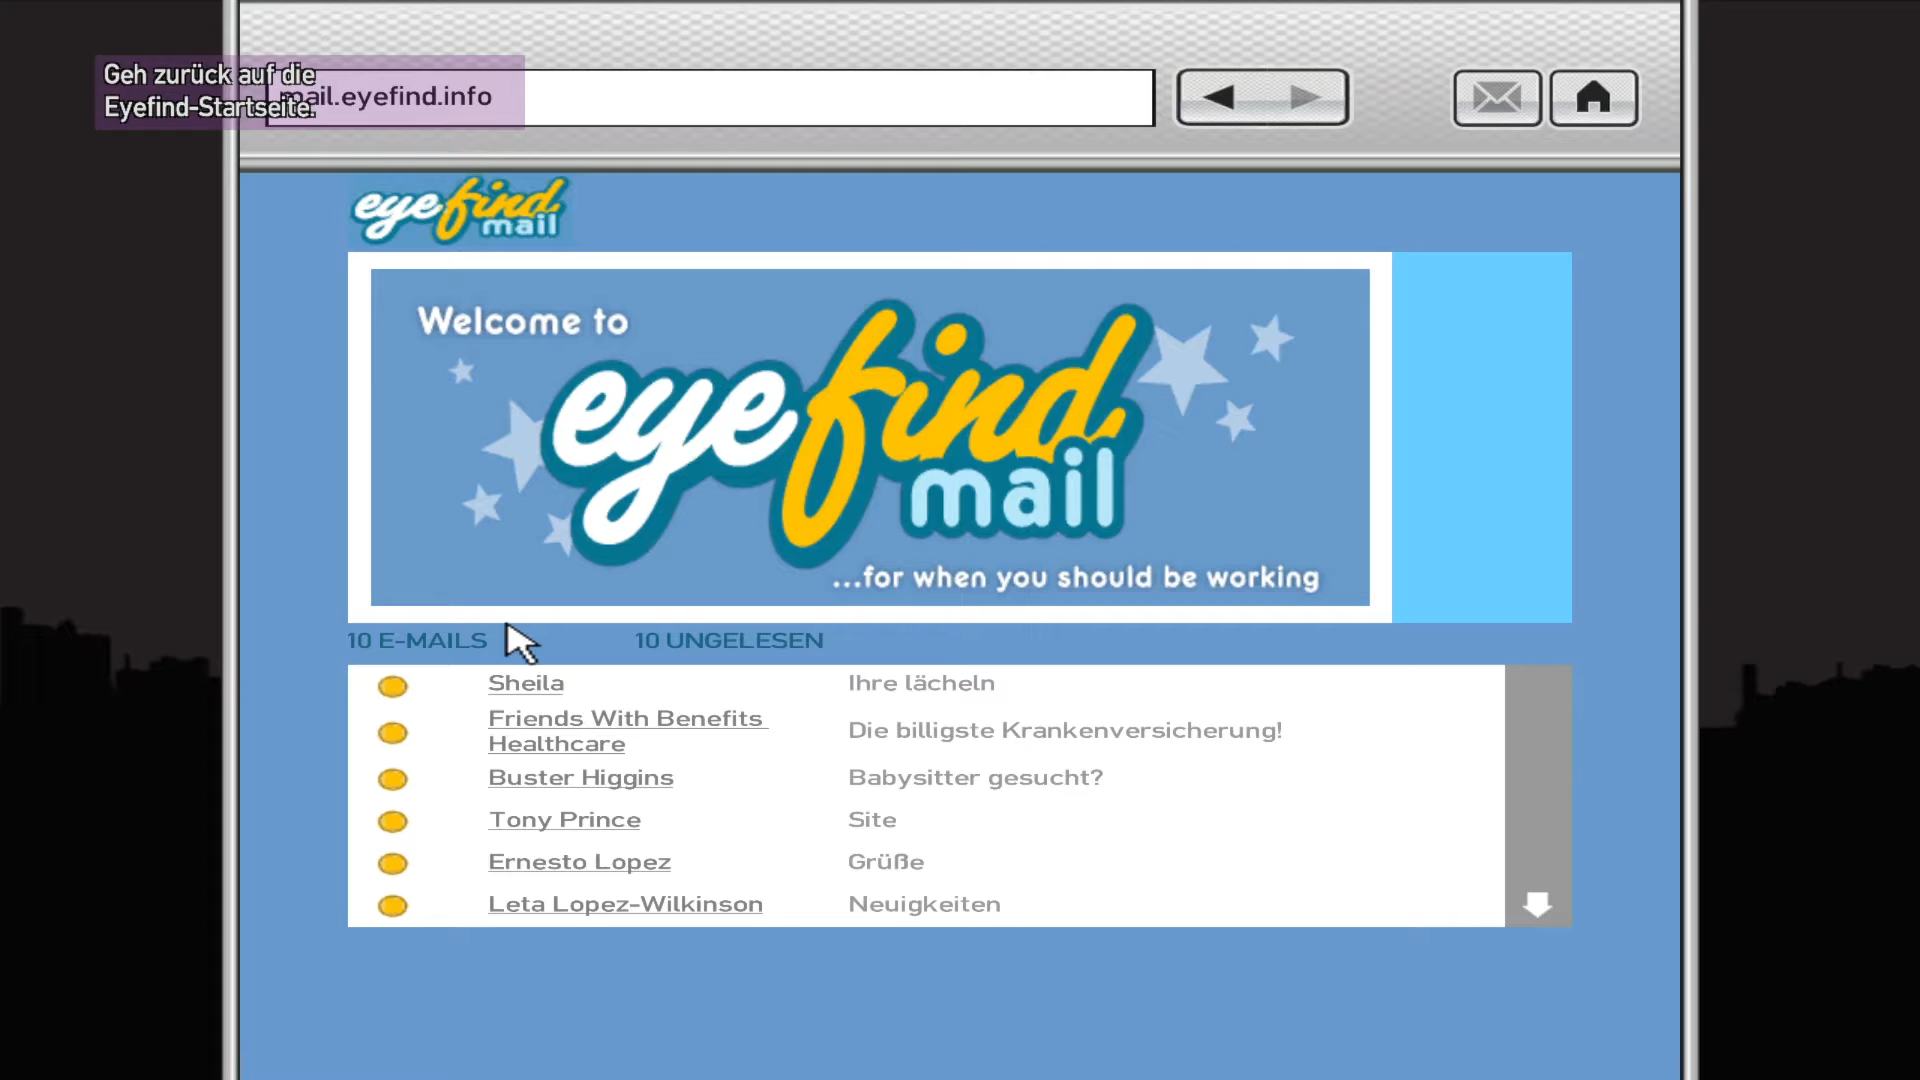 Geh zurück auf die
Eyefind-Startseite.
mail.eyefind.info
eyefind mail
Welcome to
eyefind
mail
...for when you should be working
10 E-MAILS 10 UNGELESEN
Sheila Ihre lächeln
Friends With Benefits
Healthcare Die billigste Krankenversicherung!
Buster Higgins Babysitter gesucht?
Tony Prince Site
Ernesto Lopez Grüße
Leta Lopez-Wilkinson Neuigkeiten